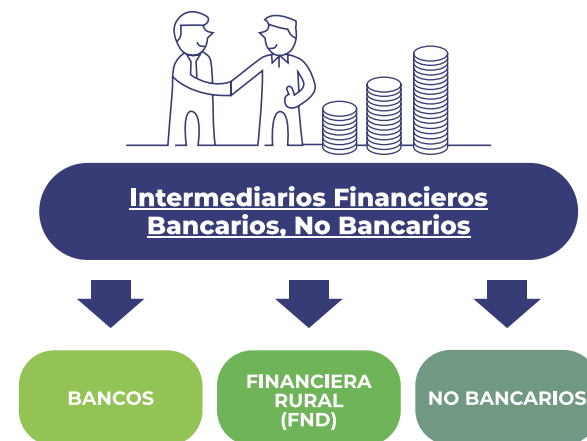 Intermediarios Financieros
Bancarios, No Bancarios
BANCOS
FINANCIERA
RURAL
(FND)
NO BANCARIOS